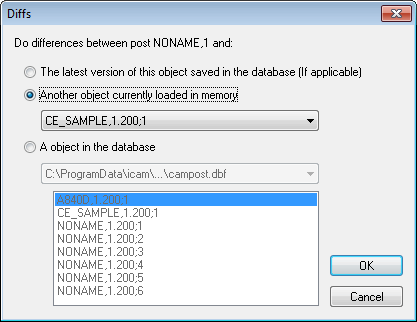 Diffs
Do differences between post NONAME,1 and:
The latest version of this object saved in the database (If applicable)
Another object currently loaded in memory
CE_SAMPLE,1.200;1
A object in the database
C:\ProgramData\icam\...\campost.dbf
A840D,1.200;1
CE_SAMPLE,1.200;1
NONAME,1.200;1
NONAME,1.200;2
NONAME,1.200;3
NONAME,1.200;4
NONAME,1.200;5
NONAME,1.200;6
OK
Cancel